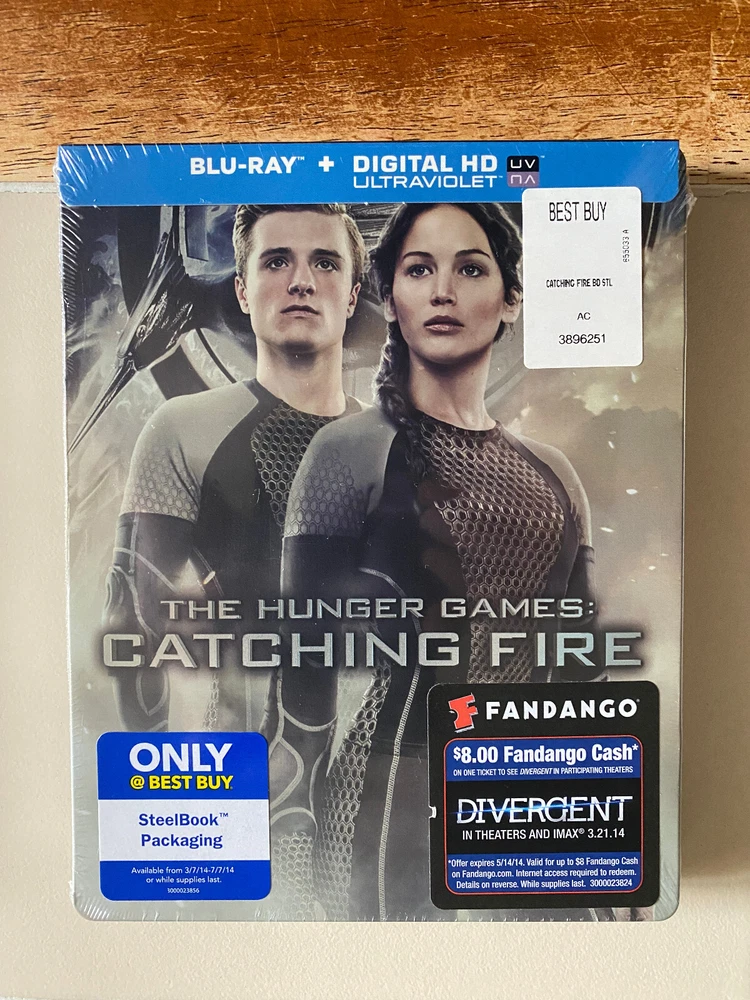 BLU-RAY™ + DIGITAL HD UV
ULTRAVIOLET™
BEST BUY
655033 A
CATCHING FIRE BD STL
AC
3896251
THE HUNGER GAMES:
CATCHING FIRE
ONLY
@ BEST BUY.
SteelBook™
Packaging
Available from 3/7/14-7/7/14
or while supplies last.
1000023856
FANDANGO®
$8.00 Fandango Cash*
ON ONE TICKET TO SEE DIVERGENT IN PARTICIPATING THEATERS
DIVERGENT
IN THEATERS AND IMAX® 3.21.14
*Offer expires 5/14/14. Valid for up to $8 Fandango Cash
on Fandango.com. Internet access required to redeem.
Details on reverse. While supplies last. 3000023824